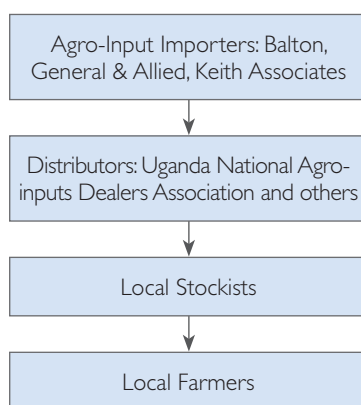 Agro-Input Importers: Balton,
General & Allied, Keith Associates
Distributors: Uganda National Agro-
inputs Dealers Association and others
Local Stockists
Local Farmers